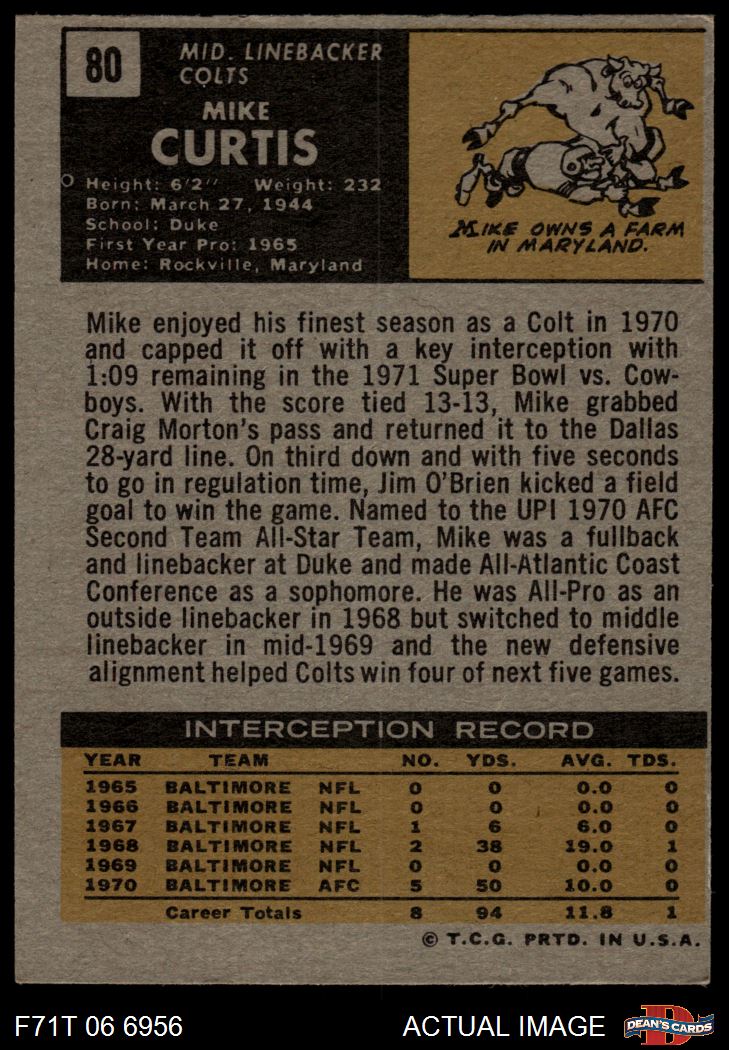 80
MID. LINEBACKER
COLTS
MIKE
CURTIS
Height: 6'2" Weight: 232
Born: March 27, 1944
School: Duke
First Year Pro: 1965
Home: Rockville, Maryland
MIKE OWNS A FARM
IN MARYLAND.
Mike enjoyed his finest season as a Colt in 1970
and capped it off with a key interception with
1:09 remaining in the 1971 Super Bowl vs. Cow-
boys. With the score tied 13-13, Mike grabbed
Craig Morton's pass and returned it to the Dallas
28-yard line. On third down and with five seconds
to go in regulation time, Jim O'Brien kicked a field
goal to win the game. Named to the UPI 1970 AFC
Second Team All-Star Team, Mike was a fullback
and linebacker at Duke and made All-Atlantic Coast
Conference as a sophomore. He was All-Pro as an
outside linebacker in 1968 but switched to middle
linebacker in mid-1969 and the new defensive
alignment helped Colts win four of next five games.
INTERCEPTION RECORD
YEAR TEAM NO. YDS. AVG. TDS.
1965 BALTIMORE NFL 0 0 0.0 0
1966 BALTIMORE NFL 0 0 0.0 0
1967 BALTIMORE NFL 1 6 6.0 0
1968 BALTIMORE NFL 2 38 19.0 1
1969 BALTIMORE NFL 0 0 0.0 0
1970 BALTIMORE AFC 5 50 10.0 0
Career Totals 8 94 11.8 1
© T.C.G. PRTD. IN U.S.A.
F71T 06 6956 ACTUAL IMAGE
D
DEAN'S CARDS